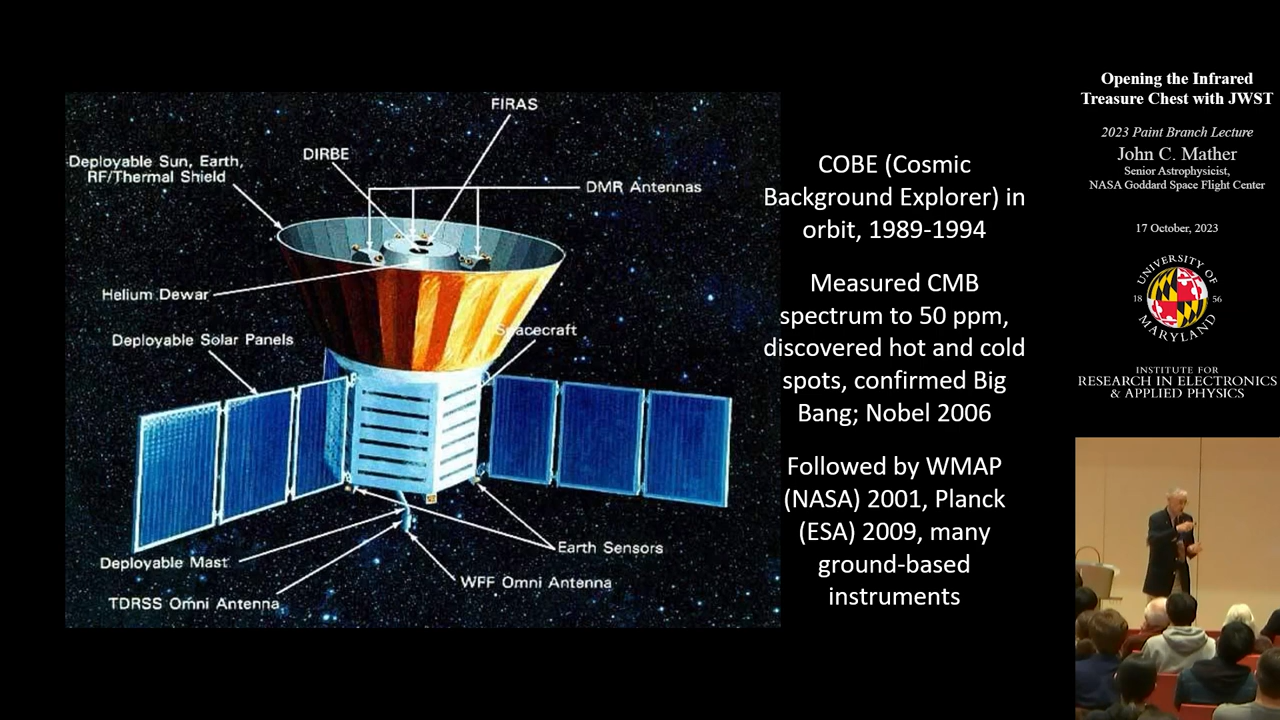 FIRAS
DIRBE
Deployable Sun, Earth,
RF/Thermal Shield
DMR Antennas
Helium Dewar
Spacecraft
Deployable Solar Panels
Earth Sensors
Deployable Mast
WFF Omni Antenna
TDRSS Omni Antenna
COBE (Cosmic
Background Explorer) in
orbit, 1989-1994
Measured CMB
spectrum to 50 ppm,
discovered hot and cold
spots, confirmed Big
Bang; Nobel 2006
Followed by WMAP
(NASA) 2001, Planck
(ESA) 2009, many
ground-based
instruments
Opening the Infrared
Treasure Chest with JWST
2023 Paint Branch Lecture
John C. Mather
Senior Astrophysicist,
NASA Goddard Space Flight Center
17 October, 2023
UNIVERSITY OF
18 56
MARYLAND
INSTITUTE FOR
RESEARCH IN ELECTRONICS
& APPLIED PHYSICS